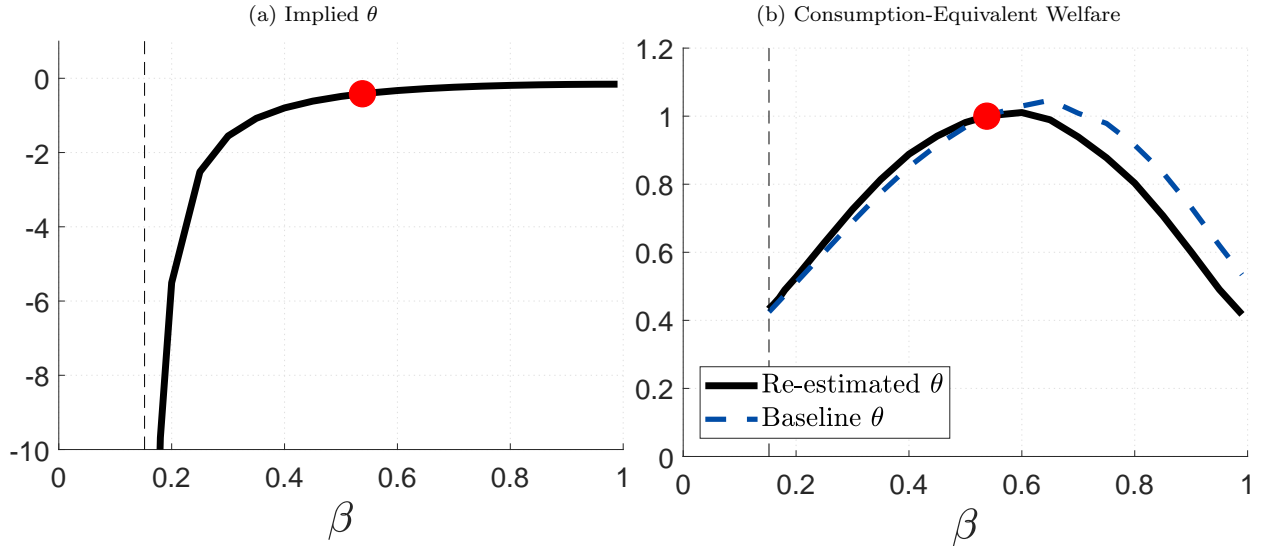 (a) Implied θ
0
-2
-4
-6
-8
-10
0 0.2 0.4 0.6 0.8 1
β
(b) Consumption-Equivalent Welfare
1.2
1
0.8
0.6
0.4
0.2
0
Re-estimated θ
Baseline θ
0 0.2 0.4 0.6 0.8 1
β